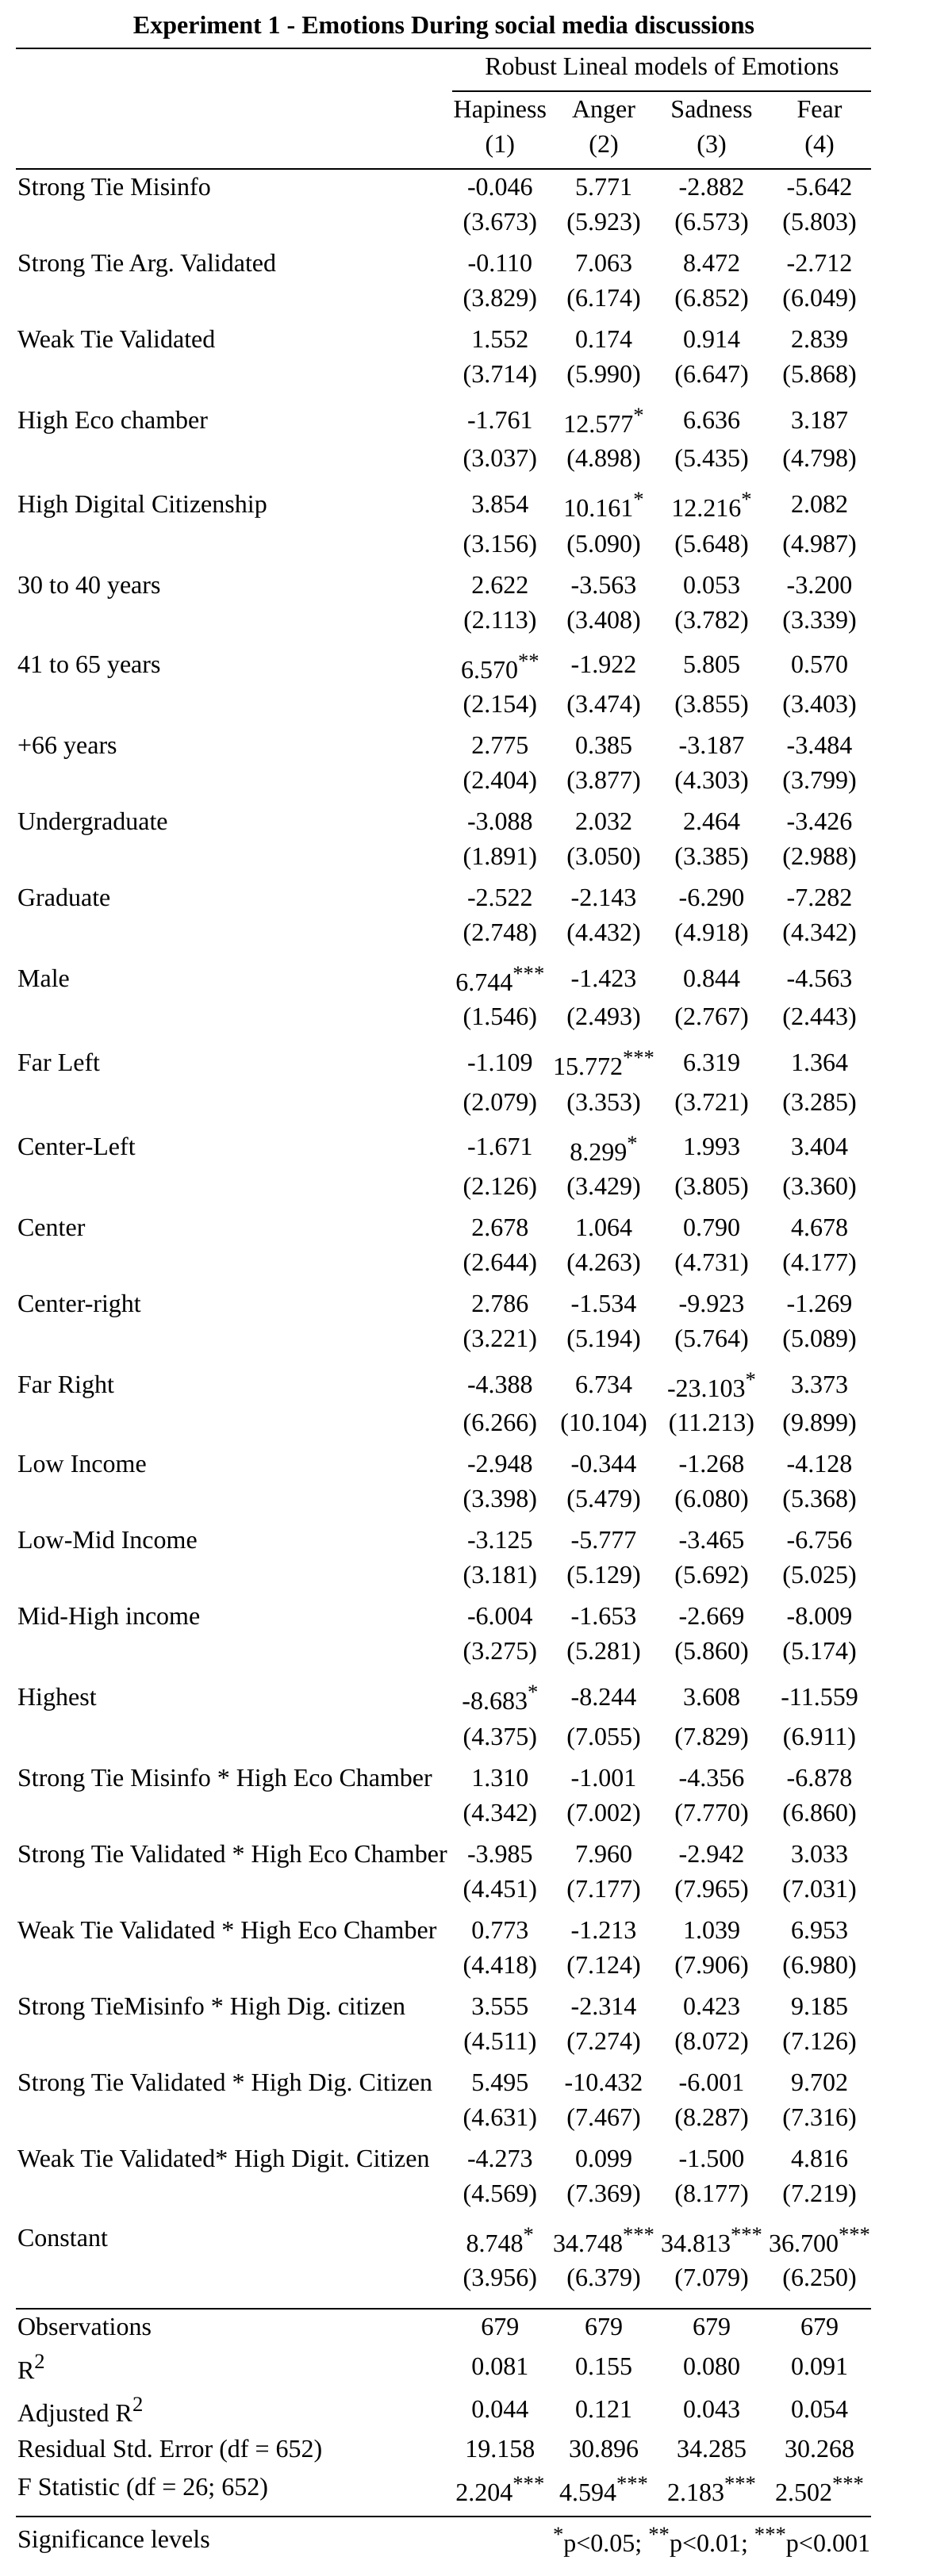 Experiment 1 - Emotions During social media discussions
Robust Lineal models of Emotions
Hapiness Anger Sadness Fear
(1) (2) (3) (4)
Strong Tie Misinfo -0.046 5.771 -2.882 -5.642
(3.673) (5.923) (6.573) (5.803)
Strong Tie Arg. Validated -0.110 7.063 8.472 -2.712
(3.829) (6.174) (6.852) (6.049)
Weak Tie Validated 1.552 0.174 0.914 2.839
(3.714) (5.990) (6.647) (5.868)
High Eco chamber -1.761 12.577* 6.636 3.187
(3.037) (4.898) (5.435) (4.798)
High Digital Citizenship 3.854 10.161* 12.216* 2.082
(3.156) (5.090) (5.648) (4.987)
30 to 40 years 2.622 -3.563 0.053 -3.200
(2.113) (3.408) (3.782) (3.339)
41 to 65 years 6.570** -1.922 5.805 0.570
(2.154) (3.474) (3.855) (3.403)
+66 years 2.775 0.385 -3.187 -3.484
(2.404) (3.877) (4.303) (3.799)
Undergraduate -3.088 2.032 2.464 -3.426
(1.891) (3.050) (3.385) (2.988)
Graduate -2.522 -2.143 -6.290 -7.282
(2.748) (4.432) (4.918) (4.342)
Male 6.744*** -1.423 0.844 -4.563
(1.546) (2.493) (2.767) (2.443)
Far Left -1.109 15.772*** 6.319 1.364
(2.079) (3.353) (3.721) (3.285)
Center-Left -1.671 8.299* 1.993 3.404
(2.126) (3.429) (3.805) (3.360)
Center 2.678 1.064 0.790 4.678
(2.644) (4.263) (4.731) (4.177)
Center-right 2.786 -1.534 -9.923 -1.269
(3.221) (5.194) (5.764) (5.089)
Far Right -4.388 6.734 -23.103* 3.373
(6.266) (10.104) (11.213) (9.899)
Low Income -2.948 -0.344 -1.268 -4.128
(3.398) (5.479) (6.080) (5.368)
Low-Mid Income -3.125 -5.777 -3.465 -6.756
(3.181) (5.129) (5.692) (5.025)
Mid-High income -6.004 -1.653 -2.669 -8.009
(3.275) (5.281) (5.860) (5.174)
Highest -8.683* -8.244 3.608 -11.559
(4.375) (7.055) (7.829) (6.911)
Strong Tie Misinfo * High Eco Chamber 1.310 -1.001 -4.356 -6.878
(4.342) (7.002) (7.770) (6.860)
Strong Tie Validated * High Eco Chamber -3.985 7.960 -2.942 3.033
(4.451) (7.177) (7.965) (7.031)
Weak Tie Validated * High Eco Chamber 0.773 -1.213 1.039 6.953
(4.418) (7.124) (7.906) (6.980)
Strong TieMisinfo * High Dig. citizen 3.555 -2.314 0.423 9.185
(4.511) (7.274) (8.072) (7.126)
Strong Tie Validated * High Dig. Citizen 5.495 -10.432 -6.001 9.702
(4.631) (7.467) (8.287) (7.316)
Weak Tie Validated* High Digit. Citizen -4.273 0.099 -1.500 4.816
(4.569) (7.369) (8.177) (7.219)
Constant 8.748* 34.748*** 34.813*** 36.700***
(3.956) (6.379) (7.079) (6.250)
Observations 679 679 679 679
R2 0.081 0.155 0.080 0.091
Adjusted R2 0.044 0.121 0.043 0.054
Residual Std. Error (df = 652) 19.158 30.896 34.285 30.268
F Statistic (df = 26; 652) 2.204*** 4.594*** 2.183*** 2.502***
Significance levels *p<0.05; **p<0.01; ***p<0.001